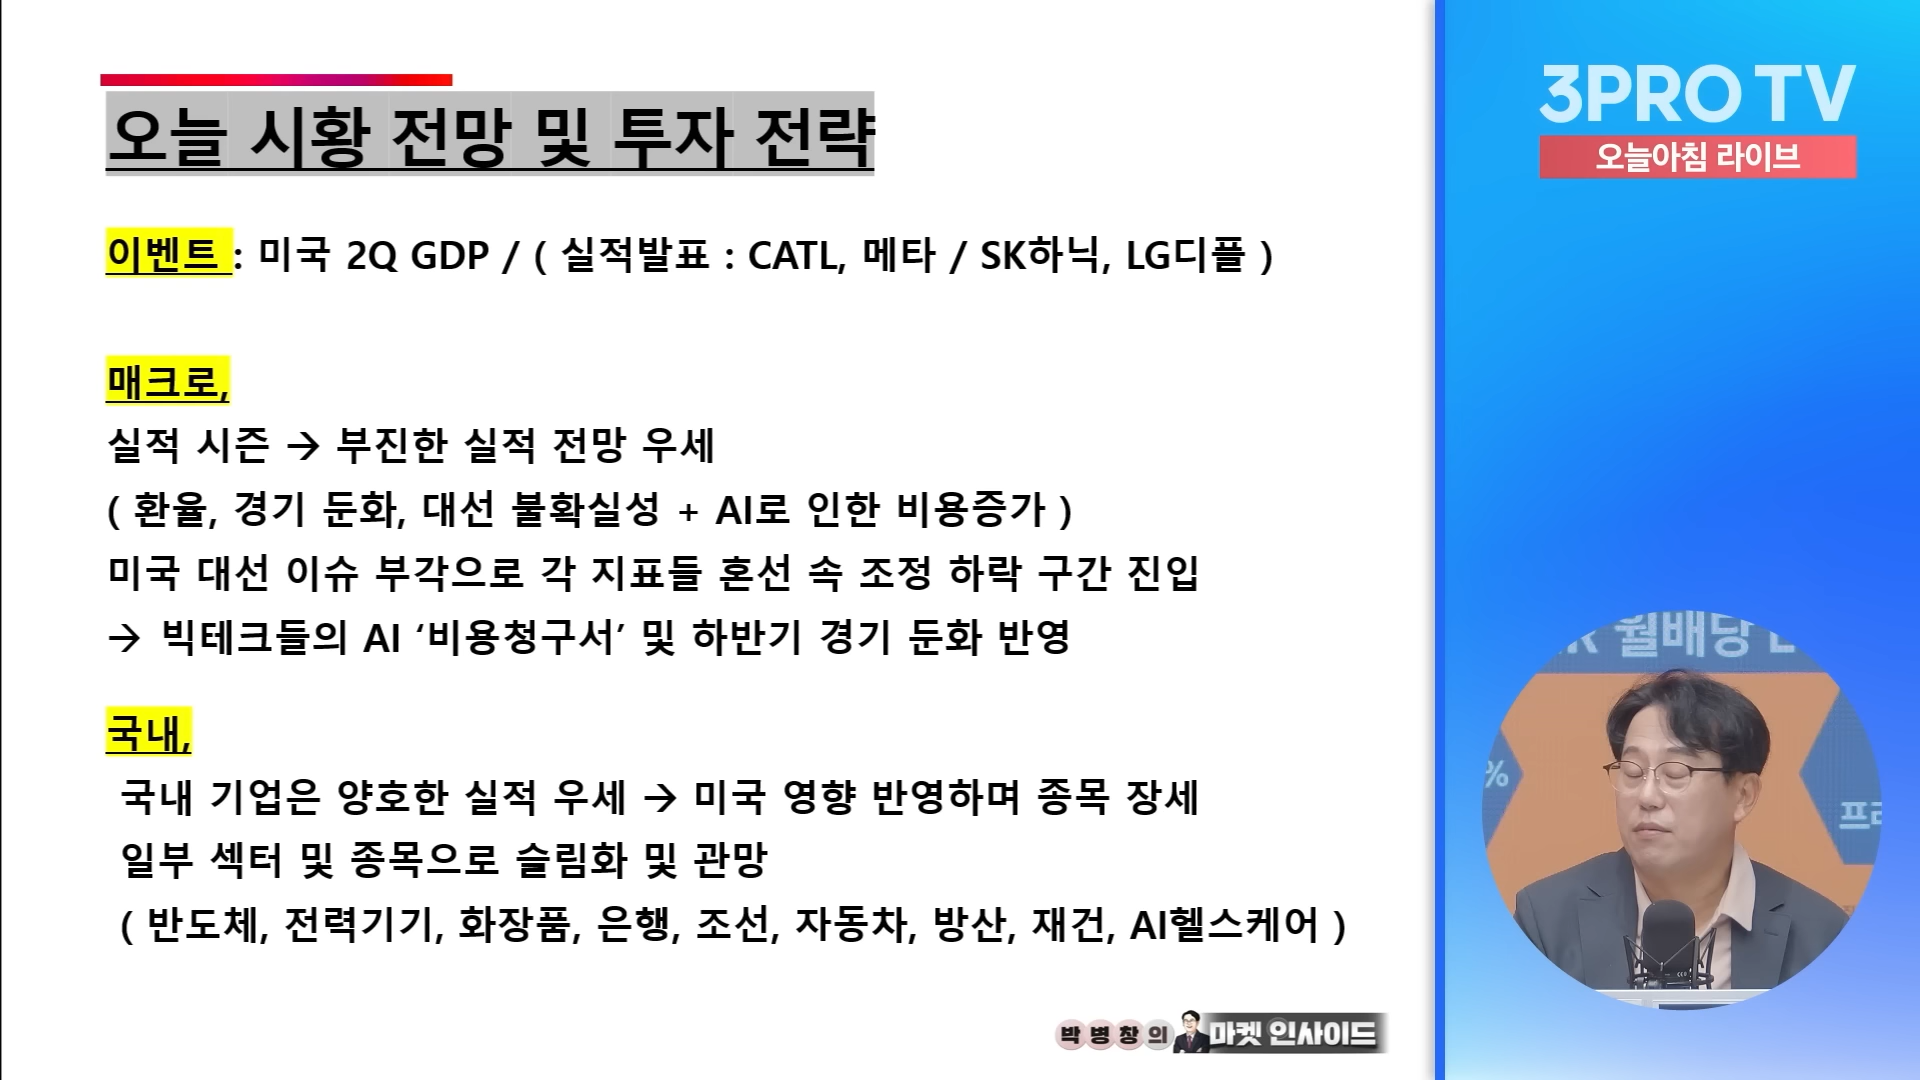 오늘 시황 전망 및 투자 전략
이벤트 : 미국 2Q GDP / ( 실적발표 : CATL, 메타 / SK하닉, LG디플 )
매크로,
실적 시즌 → 부진한 실적 전망 우세
( 환율, 경기 둔화, 대선 불확실성 + AI로 인한 비용증가 )
미국 대선 이슈 부각으로 각 지표들 혼선 속 조정 하락 구간 진입
→ 빅테크들의 AI ‘비용청구서’ 및 하반기 경기 둔화 반영
국내,
국내 기업은 양호한 실적 우세 → 미국 영향 반영하며 종목 장세
일부 섹터 및 종목으로 슬림화 및 관망
( 반도체, 전력기기, 화장품, 은행, 조선, 자동차, 방산, 재건, AI헬스케어 )
박병창의 마켓 인사이드
3PRO TV
오늘아침 라이브
월배당
%